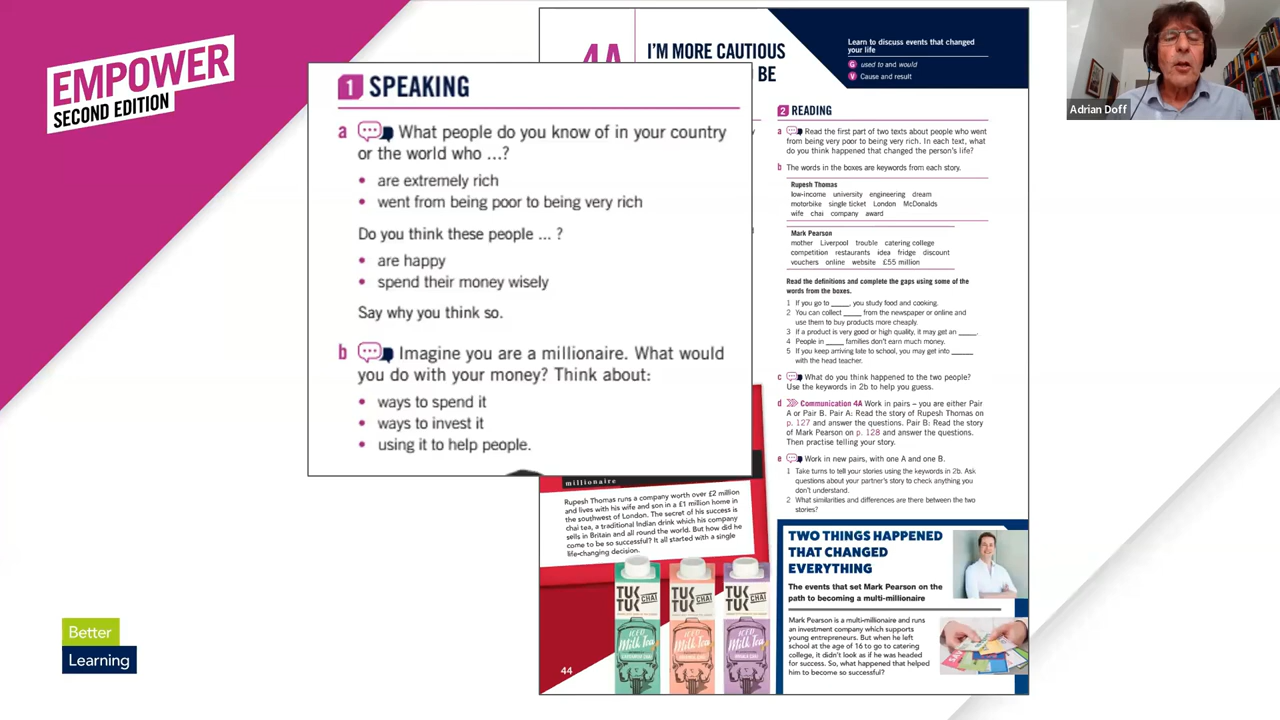 EMPOWER
SECOND EDITION
Better
Learning
1 SPEAKING
a What people do you know of in your country
or the world who ...?
• are extremely rich
• went from being poor to being very rich
Do you think these people ... ?
• are happy
• spend their money wisely
Say why you think so.
b Imagine you are a millionaire. What would
you do with your money? Think about:
• ways to spend it
• ways to invest it
• using it to help people.
4A
I'M MORE CAUTIOUS
BE
Learn to discuss events that changed
your life
G used to and would
V Cause and result
2 READING
a Read the first part of two texts about people who went
from being very poor to being very rich. In each text, what
do you think happened that changed the person's life?
b The words in the boxes are keywords from each story.
Rupesh Thomas
low-income university engineering dream
motorbike single ticket London McDonalds
wife chai company award
Mark Pearson
mother Liverpool trouble catering college
competition restaurants idea fridge discount
vouchers online website £55 million
Read the definitions and complete the gaps using some of the
words from the boxes.
1 If you go to _____, you study food and cooking.
2 You can collect _____ from the newspaper or online and
use them to buy products more cheaply.
3 If a product is very good or high quality, it may get an _____.
4 People in _____ families don't earn much money.
5 If you keep arriving late to school, you may get into _____
with the head teacher.
c What do you think happened to the two people?
Use the keywords in 2b to help you guess.
d Communication 4A Work in pairs – you are either Pair
A or Pair B. Pair A: Read the story of Rupesh Thomas on
p. 127 and answer the questions. Pair B: Read the story
of Mark Pearson on p. 128 and answer the questions.
Then practise telling your story.
e Work in new pairs, with one A and one B.
1 Take turns to tell your stories using the keywords in 2b. Ask
questions about your partner's story to check anything you
don't understand.
2 What similarities and differences are there between the two
stories?
millionaire
Rupesh Thomas runs a company worth over £2 million
and lives with his wife and son in a £1 million home in
the southwest of London. The secret of his success is
chai tea, a traditional Indian drink which his company
sells in Britain and all round the world. But how did he
come to be so successful? It all started with a single
life-changing decision.
TUK TUK CHAI
TUK TUK CHAI
TUK TUK CHAI
ICED
Milk Tea
ICED
Milk Tea
ICED
Milk Tea
44
TWO THINGS HAPPENED
THAT CHANGED
EVERYTHING
The events that set Mark Pearson on the
path to becoming a multi-millionaire
Mark Pearson is a multi-millionaire and runs
an investment company which supports
young entrepreneurs. But when he left
school at the age of 16 to go to catering
college, it didn't look as if he was headed
for success. So, what happened that helped
him to become so successful?
Adrian Doff